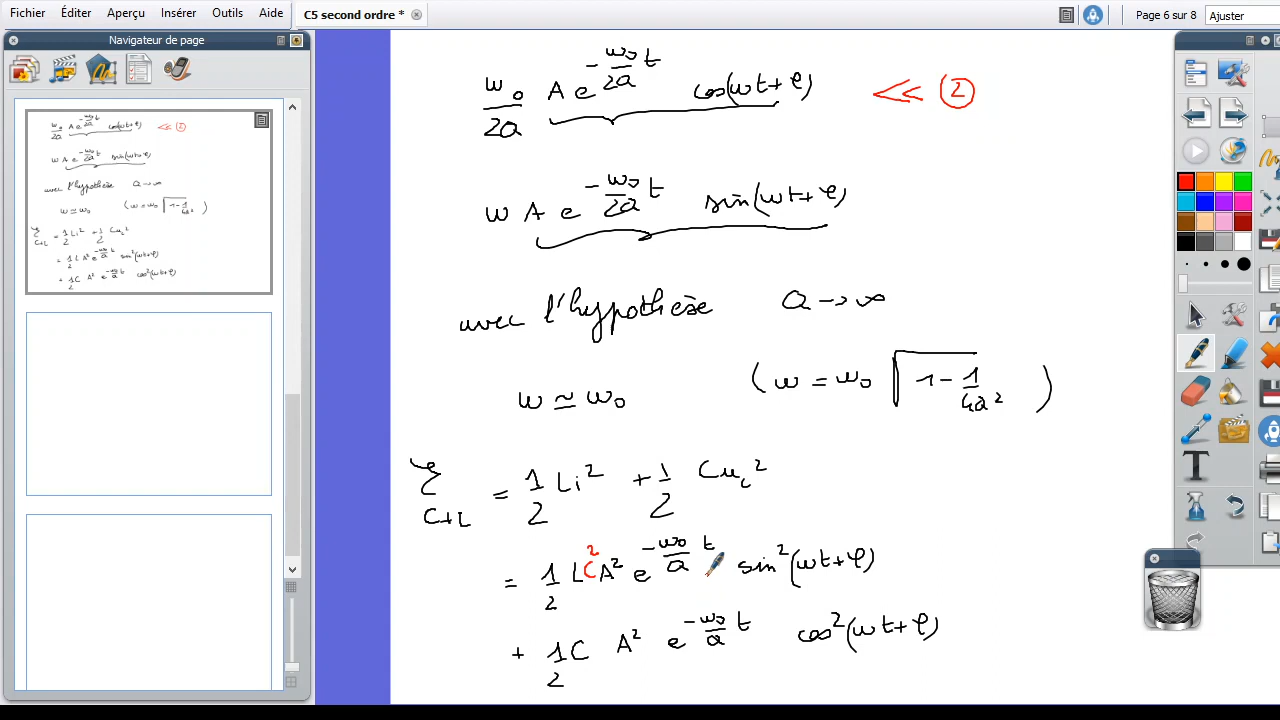 Fichier Éditer Aperçu Insérer Outils Aide C5 second ordre * Page 6 sur 8 Ajuster
Navigateur de page
ω₀/2a A e^(-ω₀/2a t) cos(ωt+φ) << ②
ω A e^(-ω₀/2a t) sin(ωt+φ)
avec l'hypothèse a → ∞
ω ≃ ω₀ (ω = ω₀ √1 - 1/4a² )
ξ C+L = 1/2 Li² + 1/2 Cu_c²
= 1/2 L C² A² e^(-ω₀/a t) sin²(ωt+φ)
+ 1/2 C A² e^(-ω₀/a t) cos²(ωt+φ)
T